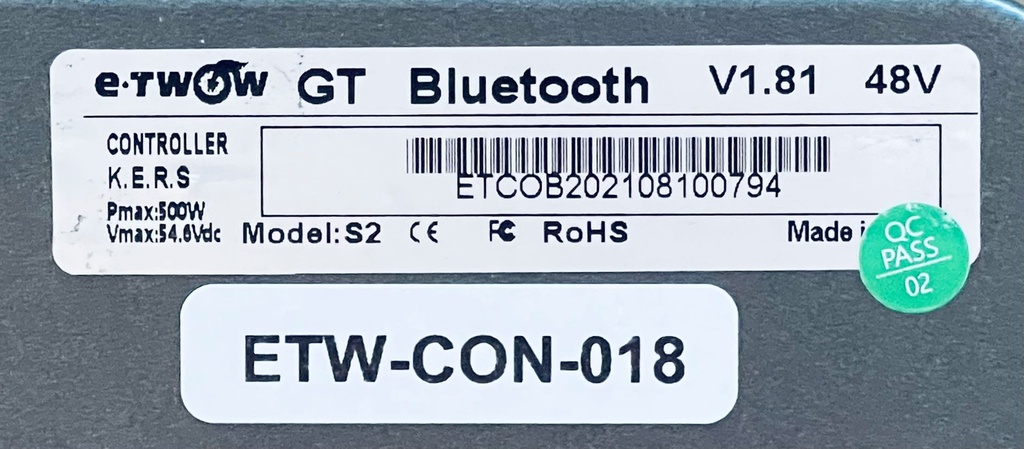 e-TWOW GT Bluetooth V1.81 48V
CONTROLLER
K.E.R.S
ETCOB202108100794
Pmax:500W
Vmax:54.6Vdc Model:S2 CE FC RoHS Made
QC
PASS
02
ETW-CON-018